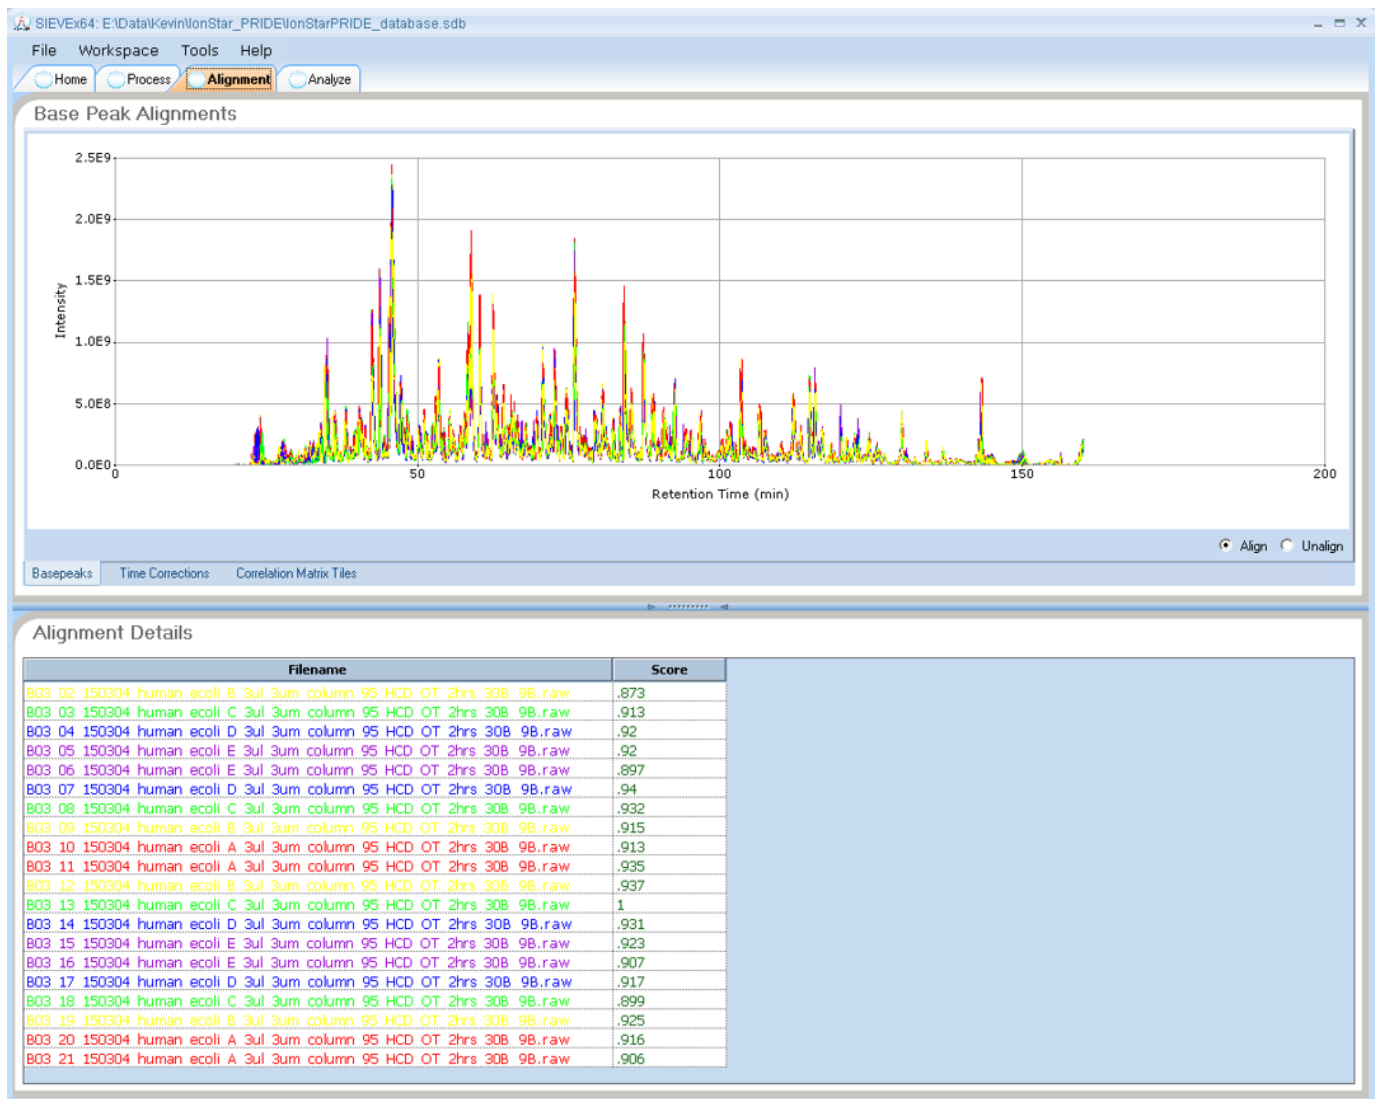 SIEVEx64: E:\Data\Kevin\IonStar_PRIDE\IonStarPRIDE_database.sdb
File Workspace Tools Help
Home Process Alignment Analyze
Base Peak Alignments
2.5E9
2.0E9
1.5E9
1.0E9
5.0E8
0.0E0
Intensity
0 50 100 150 200
Retention Time (min)
Align Unalign
Basepeaks Time Corrections Correlation Matrix Tiles
Alignment Details
Filename Score
B03_02_150304_human_ecoli_B_3ul_3um_column_95_HCD_OT_2hrs_30B_9B.raw .873
B03_03_150304_human_ecoli_C_3ul_3um_column_95_HCD_OT_2hrs_30B_9B.raw .913
B03_04_150304_human_ecoli_D_3ul_3um_column_95_HCD_OT_2hrs_30B_9B.raw .92
B03_05_150304_human_ecoli_E_3ul_3um_column_95_HCD_OT_2hrs_30B_9B.raw .92
B03_06_150304_human_ecoli_E_3ul_3um_column_95_HCD_OT_2hrs_30B_9B.raw .897
B03_07_150304_human_ecoli_D_3ul_3um_column_95_HCD_OT_2hrs_30B_9B.raw .94
B03_08_150304_human_ecoli_C_3ul_3um_column_95_HCD_OT_2hrs_30B_9B.raw .932
B03_09_150304_human_ecoli_B_3ul_3um_column_95_HCD_OT_2hrs_30B_9B.raw .915
B03_10_150304_human_ecoli_A_3ul_3um_column_95_HCD_OT_2hrs_30B_9B.raw .913
B03_11_150304_human_ecoli_A_3ul_3um_column_95_HCD_OT_2hrs_30B_9B.raw .935
B03_12_150304_human_ecoli_B_3ul_3um_column_95_HCD_OT_2hrs_30B_9B.raw .937
B03_13_150304_human_ecoli_C_3ul_3um_column_95_HCD_OT_2hrs_30B_9B.raw 1
B03_14_150304_human_ecoli_D_3ul_3um_column_95_HCD_OT_2hrs_30B_9B.raw .931
B03_15_150304_human_ecoli_E_3ul_3um_column_95_HCD_OT_2hrs_30B_9B.raw .923
B03_16_150304_human_ecoli_E_3ul_3um_column_95_HCD_OT_2hrs_30B_9B.raw .907
B03_17_150304_human_ecoli_D_3ul_3um_column_95_HCD_OT_2hrs_30B_9B.raw .917
B03_18_150304_human_ecoli_C_3ul_3um_column_95_HCD_OT_2hrs_30B_9B.raw .899
B03_19_150304_human_ecoli_B_3ul_3um_column_95_HCD_OT_2hrs_30B_9B.raw .925
B03_20_150304_human_ecoli_A_3ul_3um_column_95_HCD_OT_2hrs_30B_9B.raw .916
B03_21_150304_human_ecoli_A_3ul_3um_column_95_HCD_OT_2hrs_30B_9B.raw .906